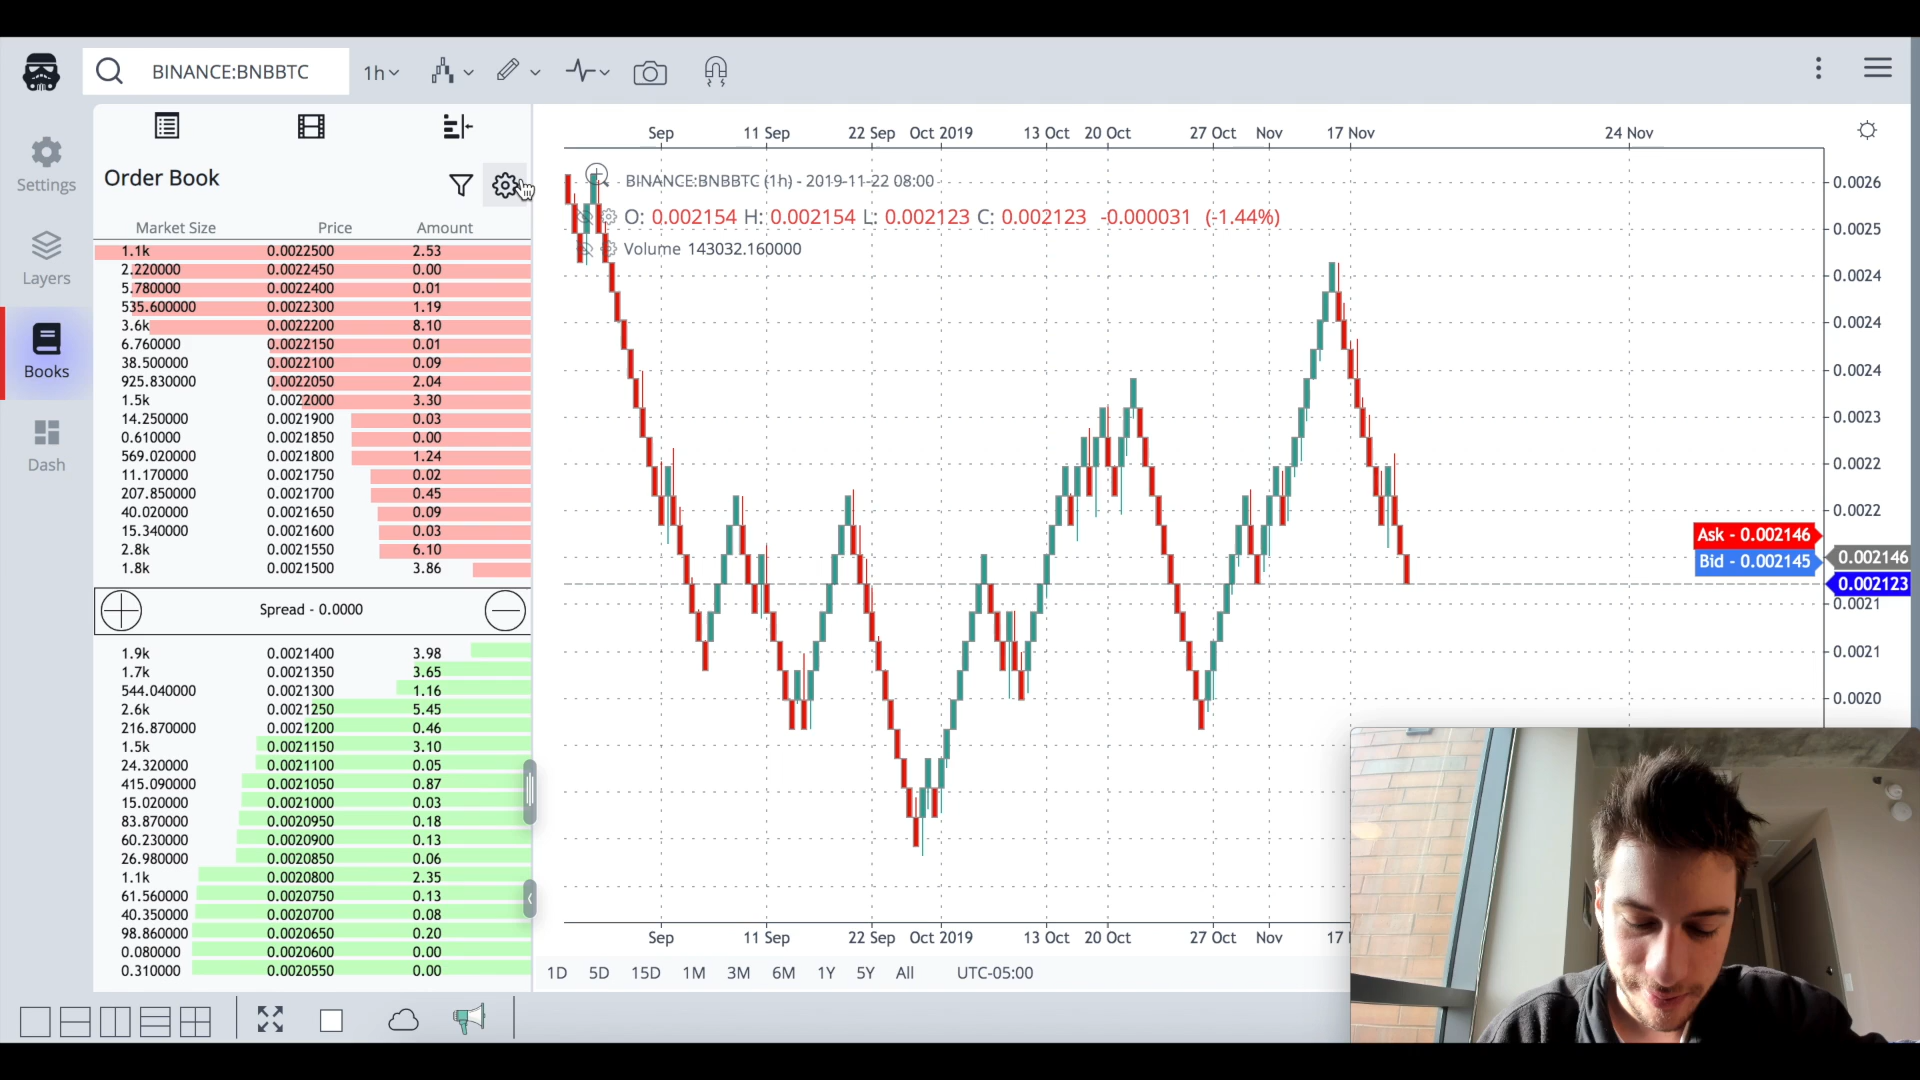 BINANCE:BNBBTC
1h
Settings
Layers
Books
Dash
Order Book
Market Size Price Amount
1.1k 0.0022500 2.53
2.220000 0.0022450 0.00
5.780000 0.0022400 0.01
535.600000 0.0022300 1.19
3.6k 0.0022200 8.10
6.760000 0.0022150 0.01
38.500000 0.0022100 0.09
925.830000 0.0022050 2.04
1.5k 0.0022000 3.30
14.250000 0.0021900 0.03
0.610000 0.0021850 0.00
569.020000 0.0021800 1.24
11.170000 0.0021750 0.02
207.850000 0.0021700 0.45
40.020000 0.0021650 0.09
15.340000 0.0021600 0.03
2.8k 0.0021550 6.10
1.8k 0.0021500 3.86
Spread - 0.0000
1.9k 0.0021400 3.98
1.7k 0.0021350 3.65
544.040000 0.0021300 1.16
2.6k 0.0021250 5.45
216.870000 0.0021200 0.46
1.5k 0.0021150 3.10
24.320000 0.0021100 0.05
415.090000 0.0021050 0.87
15.020000 0.0021000 0.03
83.870000 0.0020950 0.18
60.230000 0.0020900 0.13
26.980000 0.0020850 0.06
1.1k 0.0020800 2.35
61.560000 0.0020750 0.13
40.350000 0.0020700 0.08
98.860000 0.0020650 0.20
0.080000 0.0020600 0.00
0.310000 0.0020550 0.00
Sep 11 Sep 22 Sep Oct 2019 13 Oct 20 Oct 27 Oct Nov 17 Nov 24 Nov
BINANCE:BNBBTC (1h) - 2019-11-22 08:00
O: 0.002154 H: 0.002154 L: 0.002123 C: 0.002123 -0.000031 (-1.44%)
Volume 143032.160000
0.0026
0.0025
0.0024
0.0024
0.0024
0.0023
0.0022
0.0022
Ask - 0.002146
Bid - 0.002145
0.002146
0.002123
0.0021
0.0021
0.0020
Sep 11 Sep 22 Sep Oct 2019 13 Oct 20 Oct 27 Oct Nov 17
1D 5D 15D 1M 3M 6M 1Y 5Y All UTC-05:00